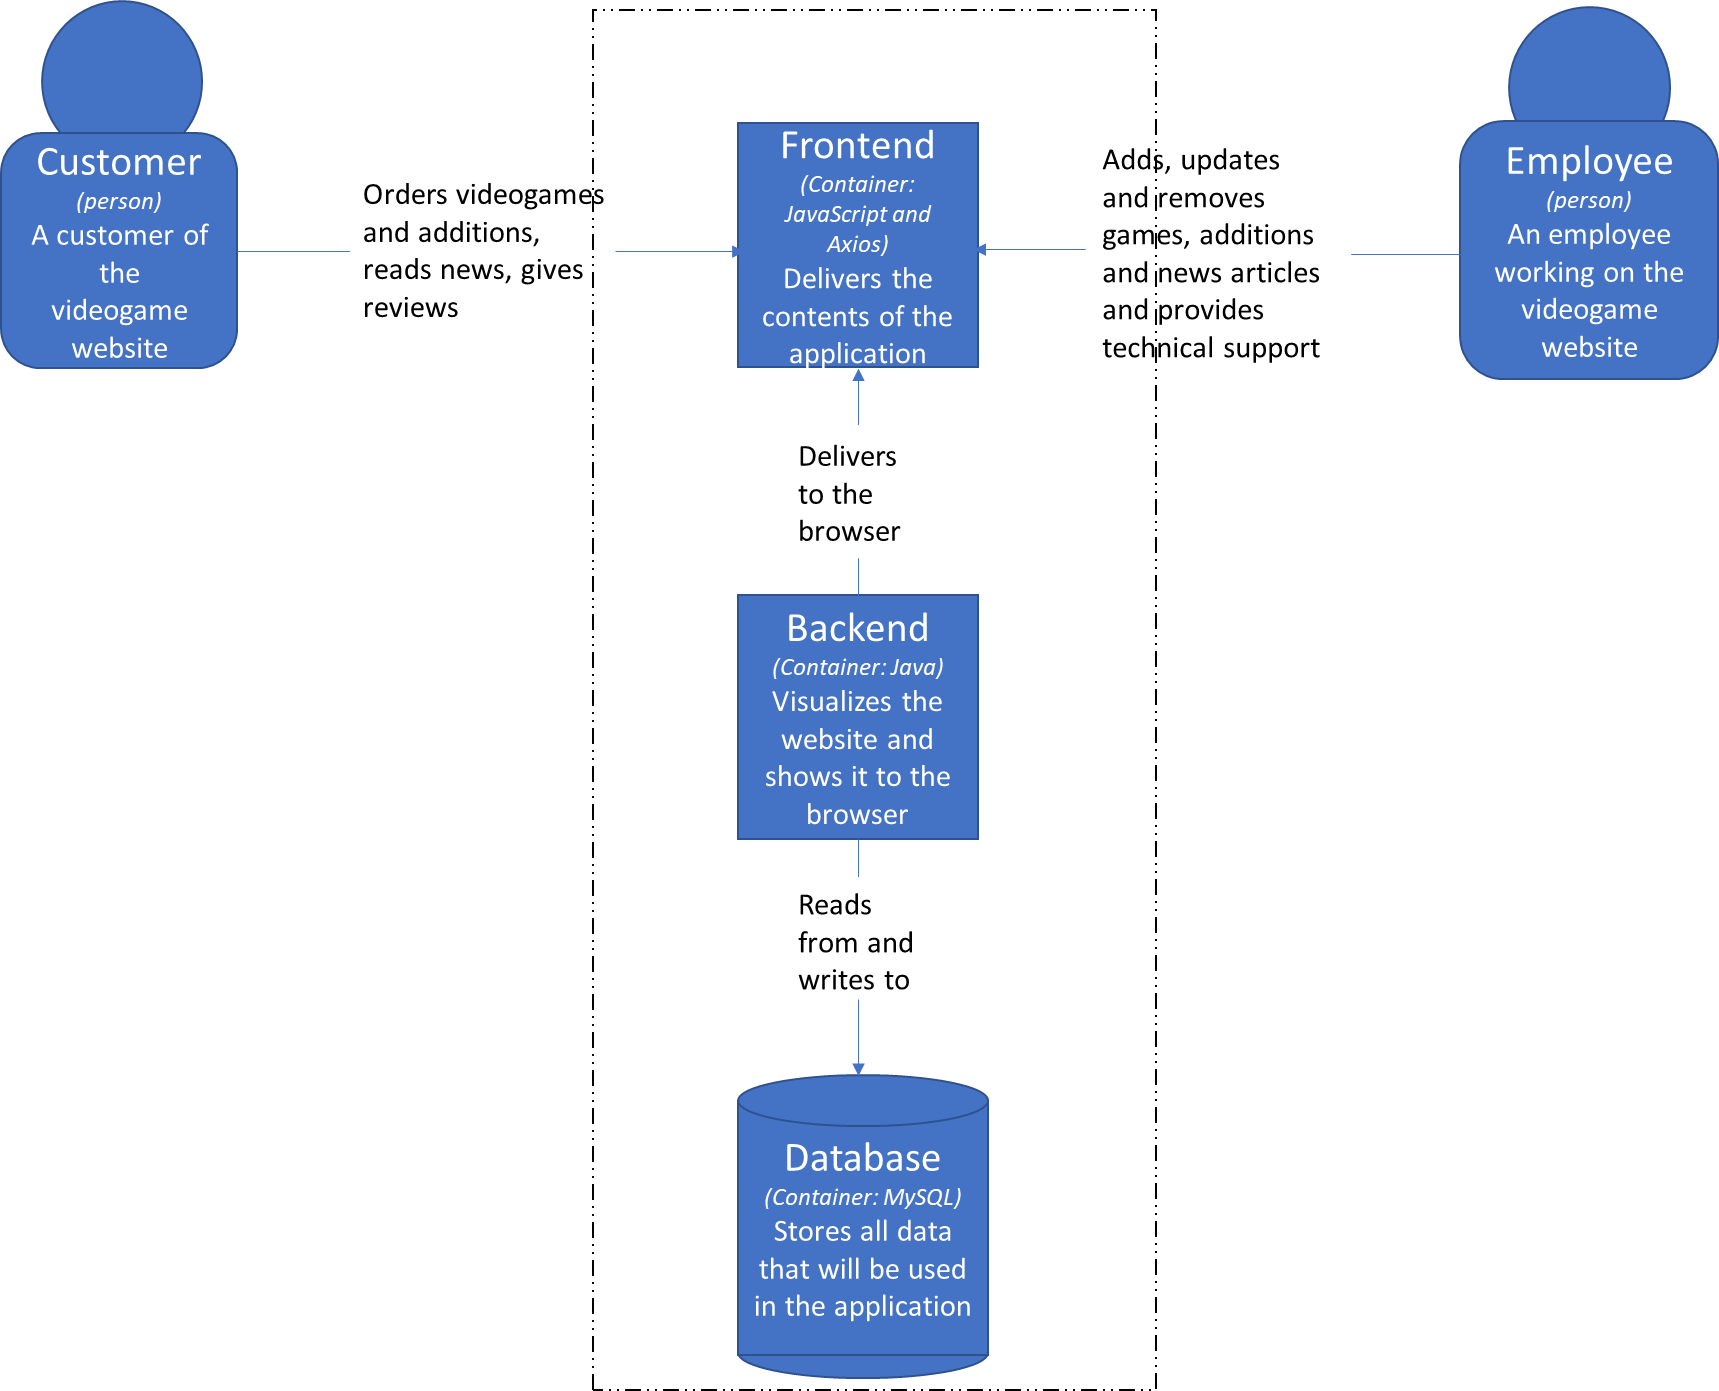 Customer
(person)
A customer of
the
videogame
website
Orders videogames
and additions,
reads news, gives
reviews
Frontend
(Container:
JavaScript and
Axios)
Delivers the
contents of the
application
Adds, updates
and removes
games, additions
and news articles
and provides
technical support
Employee
(person)
An employee
working on the
videogame
website
Delivers
to the
browser
Backend
(Container: Java)
Visualizes the
website and
shows it to the
browser
Reads
from and
writes to
Database
(Container: MySQL)
Stores all data
that will be used
in the application